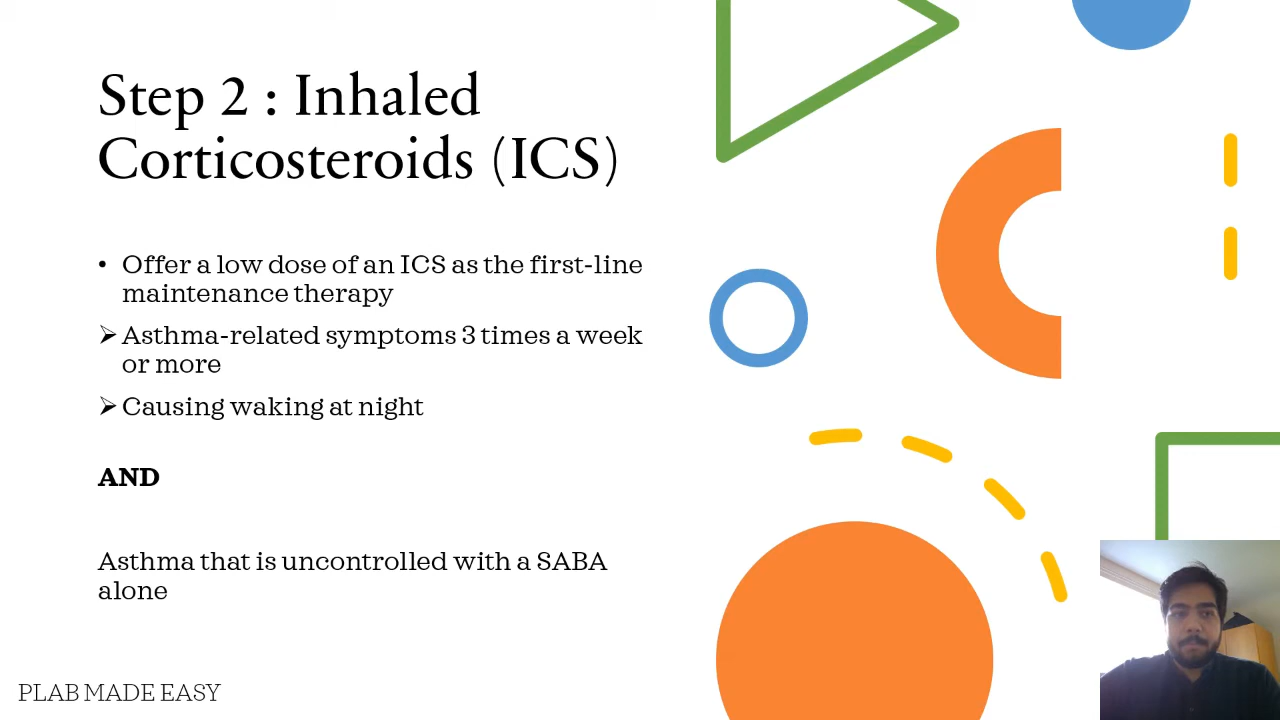 Step 2 : Inhaled
Corticosteroids (ICS)
• Offer a low dose of an ICS as the first-line
maintenance therapy
➢ Asthma-related symptoms 3 times a week
or more
➢ Causing waking at night
AND
Asthma that is uncontrolled with a SABA
alone
PLAB MADE EASY